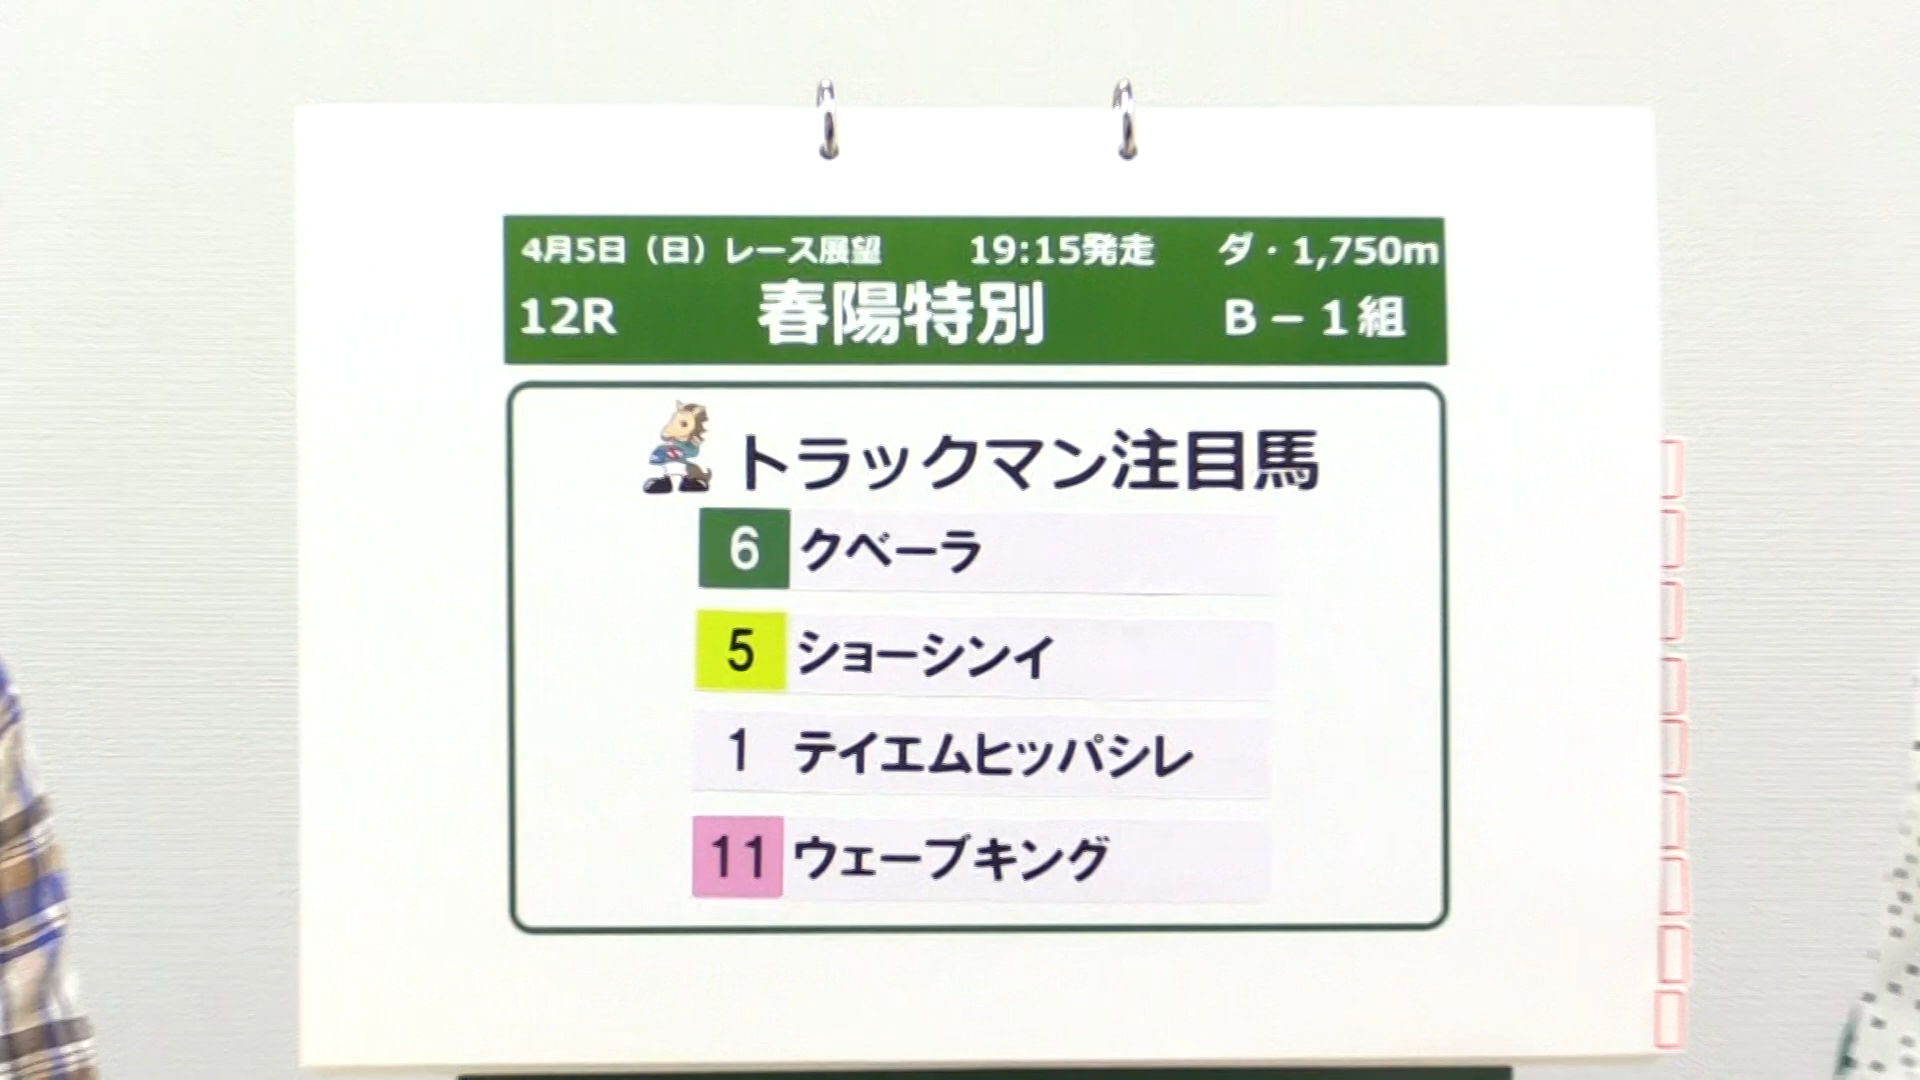 4月5日（日）レース展望 19:15発走 ダ・1,750m
12R 春陽特別 B－1組
トラックマン注目馬
6 クベーラ
5 ショーシンイ
1 テイエムヒッパシレ
11 ウェーブキング